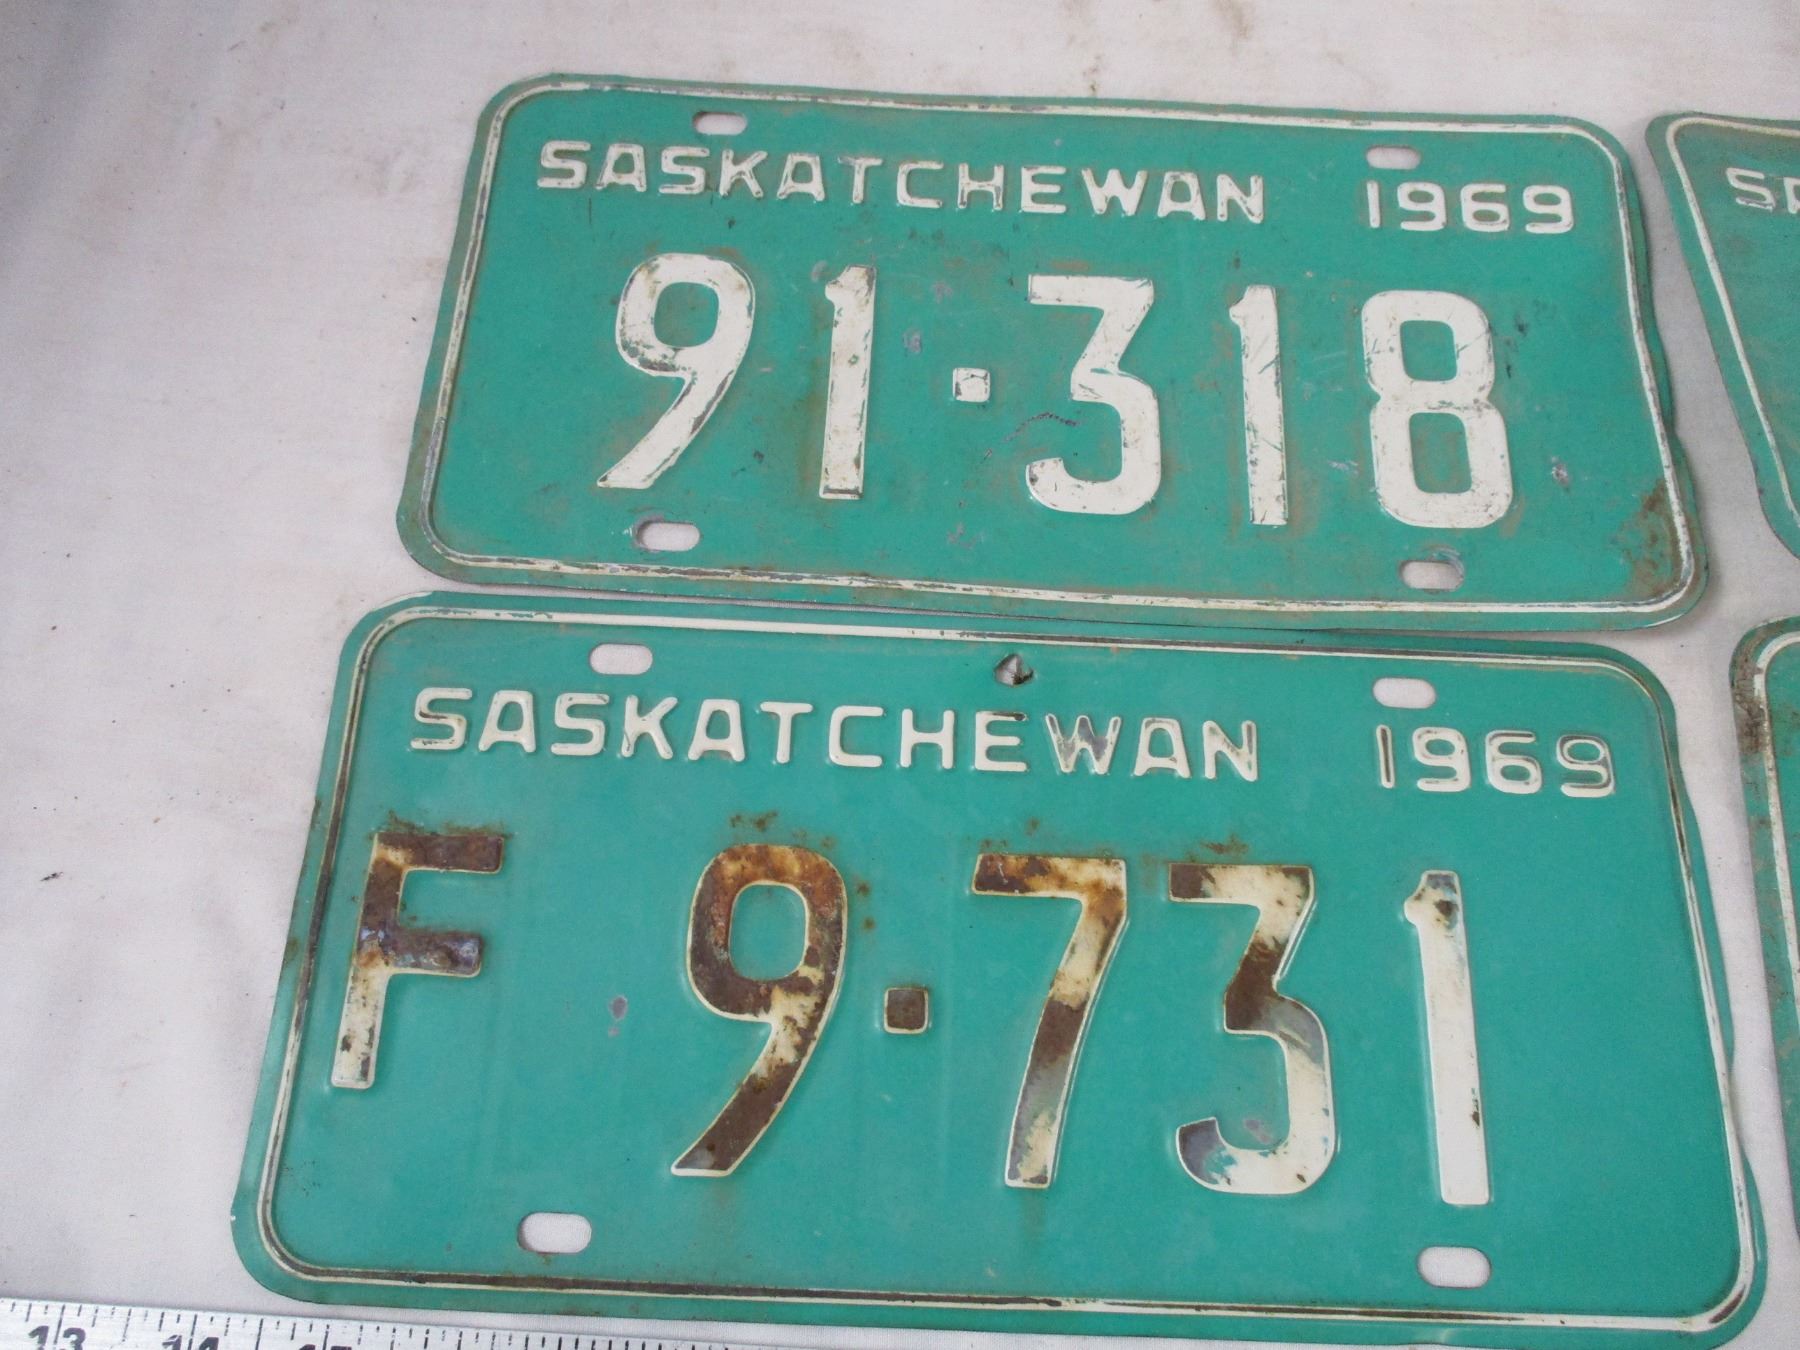 SASKATCHEWAN 1969
91·318
SASKATCHEWAN 1969
F 9·731
13 14